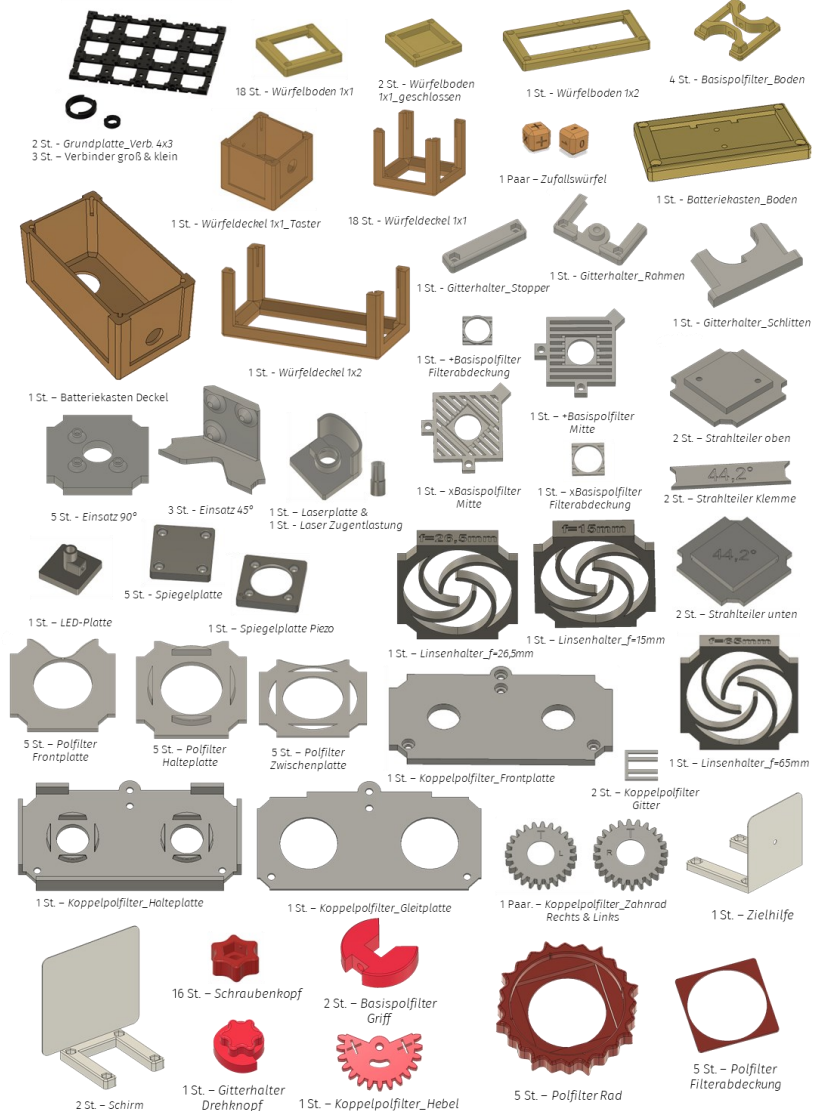 18 St. - Würfelboden 1x1
2 St. - Würfelboden
1x1_geschlossen
1 St. - Würfelboden 1x2
4 St. - Basispolfilter_Boden
2 St. - Grundplatte_Verb. 4x3
3 St. – Verbinder groß & klein
1 Paar – Zufallswürfel
1 St. - Batteriekasten_Boden
1 St. - Würfeldeckel 1x1_Taster
18 St. - Würfeldeckel 1x1
1 St. - Gitterhalter_Stopper
1 St. - Gitterhalter_Rahmen
1 St. - Gitterhalter_Schlitten
1 St. - Würfeldeckel 1x2
1 St. – +Basispolfilter
Filterabdeckung
1 St. – Batteriekasten Deckel
1 St. – +Basispolfilter
Mitte
2 St. – Strahlteiler oben
44,2°
2 St. – Strahlteiler Klemme
5 St. - Einsatz 90°
3 St. - Einsatz 45°
1 St. – Laserplatte &
1 St. - Laser Zugentlastung
1 St. – xBasispolfilter
Mitte
1 St. – xBasispolfilter
Filterabdeckung
f=26,5mm
f=15mm
44,2°
1 St. – LED-Platte
5 St. - Spiegelplatte
1 St. – Spiegelplatte Piezo
1 St. – Linsenhalter_f=26,5mm
1 St. – Linsenhalter_f=15mm
2 St. – Strahlteiler unten
f=65mm
5 St. – Polfilter
Frontplatte
5 St. – Polfilter
Halteplatte
5 St. – Polfilter
Zwischenplatte
1 St. – Koppelpolfilter_Frontplatte
2 St. – Koppelpolfilter
Gitter
1 St. – Linsenhalter_f=65mm
T
L
T
R
1 St. – Koppelpolfilter_Halteplatte
1 St. – Koppelpolfilter_Gleitplatte
1 Paar. – Koppelpolfilter_Zahnrad
Rechts & Links
1 St. – Zielhilfe
16 St. – Schraubenkopf
2 St. – Basispolfilter
Griff
2 St. – Schirm
1 St. – Gitterhalter
Drehknopf
1 St. – Koppelpolfilter_Hebel
5 St. – Polfilter Rad
5 St. – Polfilter
Filterabdeckung